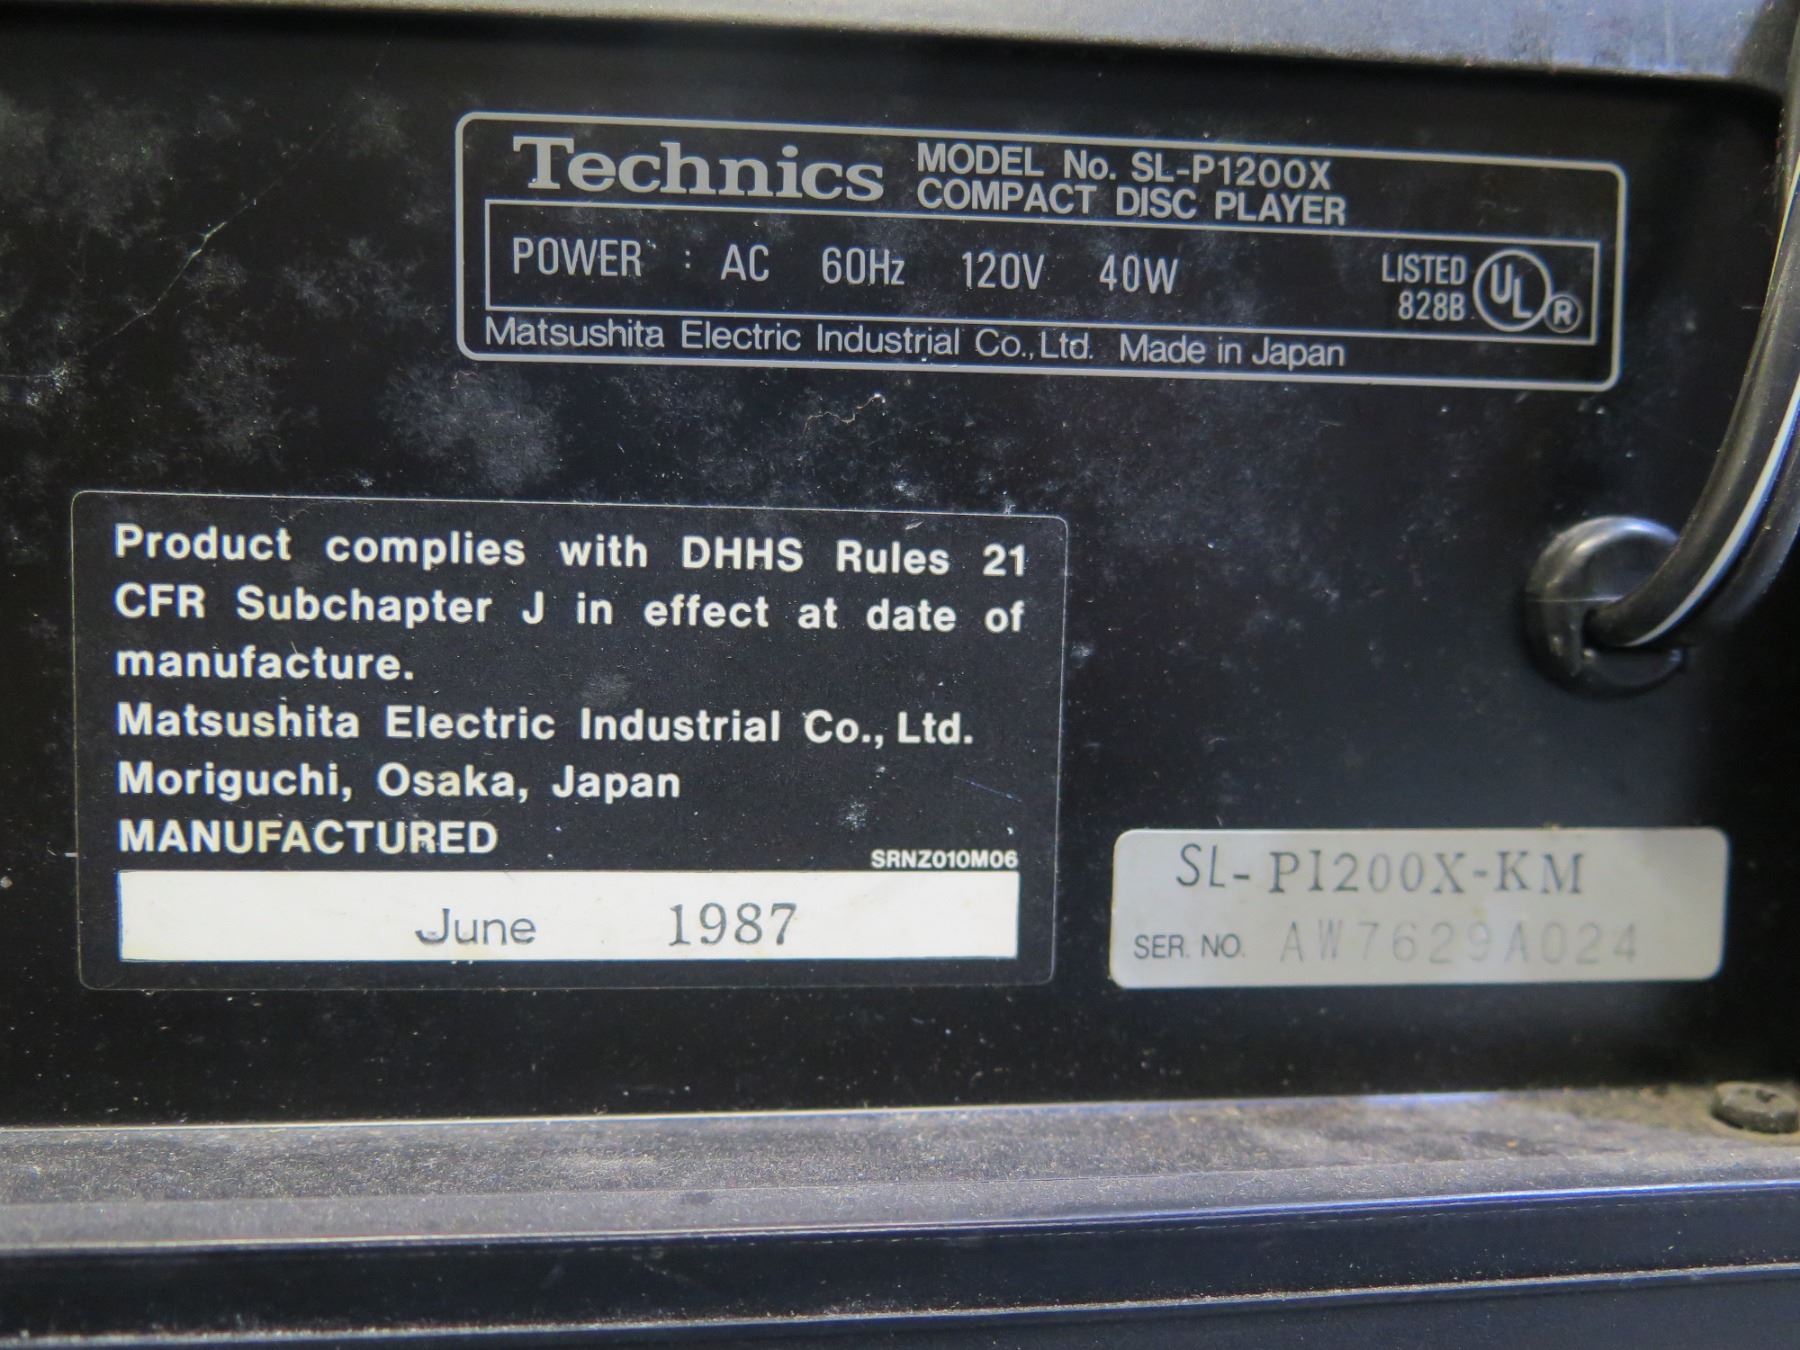 Technics MODEL No. SL-P1200X
COMPACT DISC PLAYER
POWER : AC 60Hz 120V 40W
LISTED
828B
UL
R
Matsushita Electric Industrial Co., Ltd. Made in Japan
Product complies with DHHS Rules 21
CFR Subchapter J in effect at date of
manufacture.
Matsushita Electric Industrial Co., Ltd.
Moriguchi, Osaka, Japan
MANUFACTURED
SRNZ010M06
June 1987
SL-P1200X-KM
SER. NO. AW7629A024